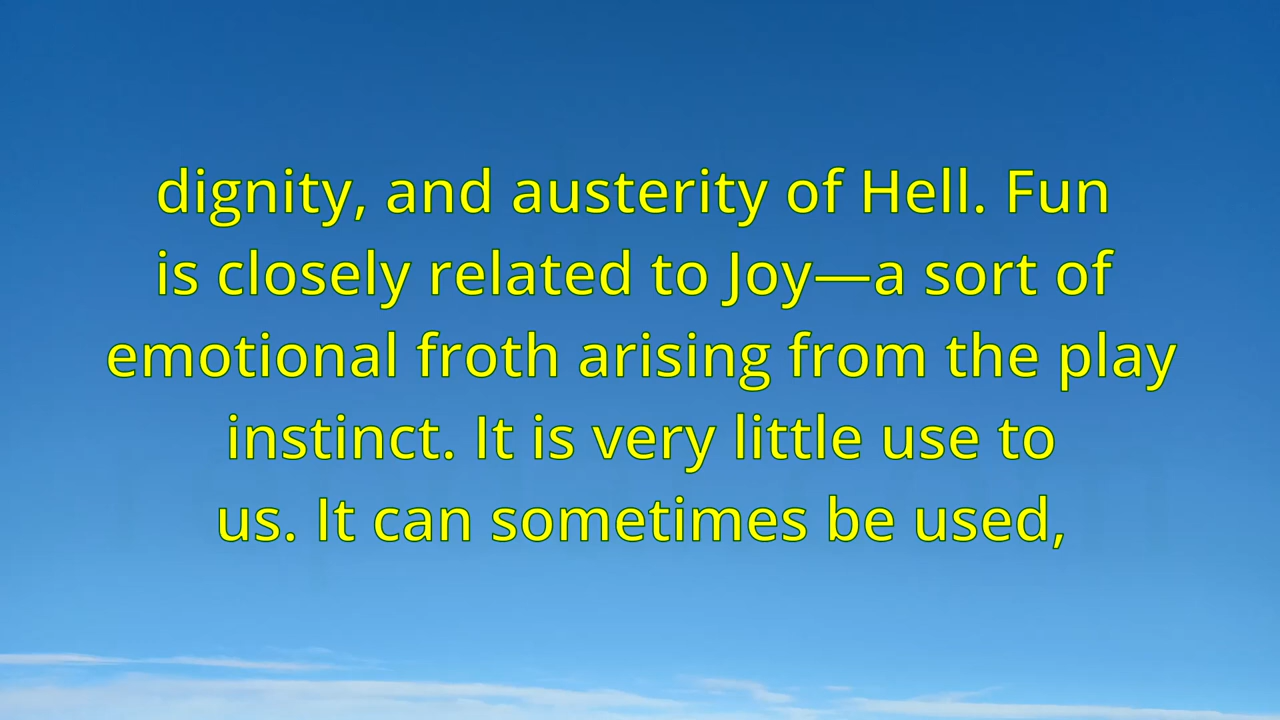 dignity, and austerity of Hell. Fun
is closely related to Joy—a sort of
emotional froth arising from the play
instinct. It is very little use to
us. It can sometimes be used,